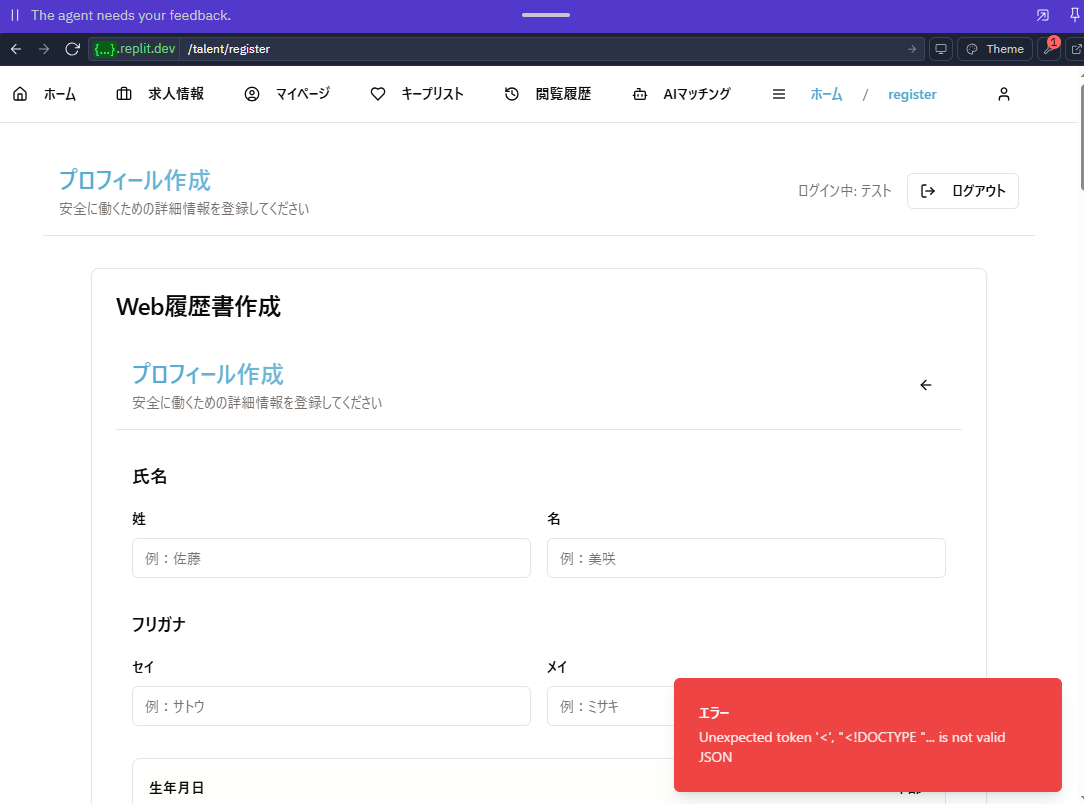 The agent needs your feedback.
{...}.replit.dev /talent/register Theme 1
ホーム 求人情報 マイページ キープリスト 閲覧履歴 AIマッチング ホーム / register
プロフィール作成
安全に働くための詳細情報を登録してください
ログイン中: テスト ログアウト
Web履歴書作成
プロフィール作成
安全に働くための詳細情報を登録してください
氏名
姓 名
例：佐藤 例：美咲
フリガナ
セイ メイ
例：サトウ 例：ミサキ
エラー
Unexpected token '<', "<!DOCTYPE "... is not valid
JSON
生年月日